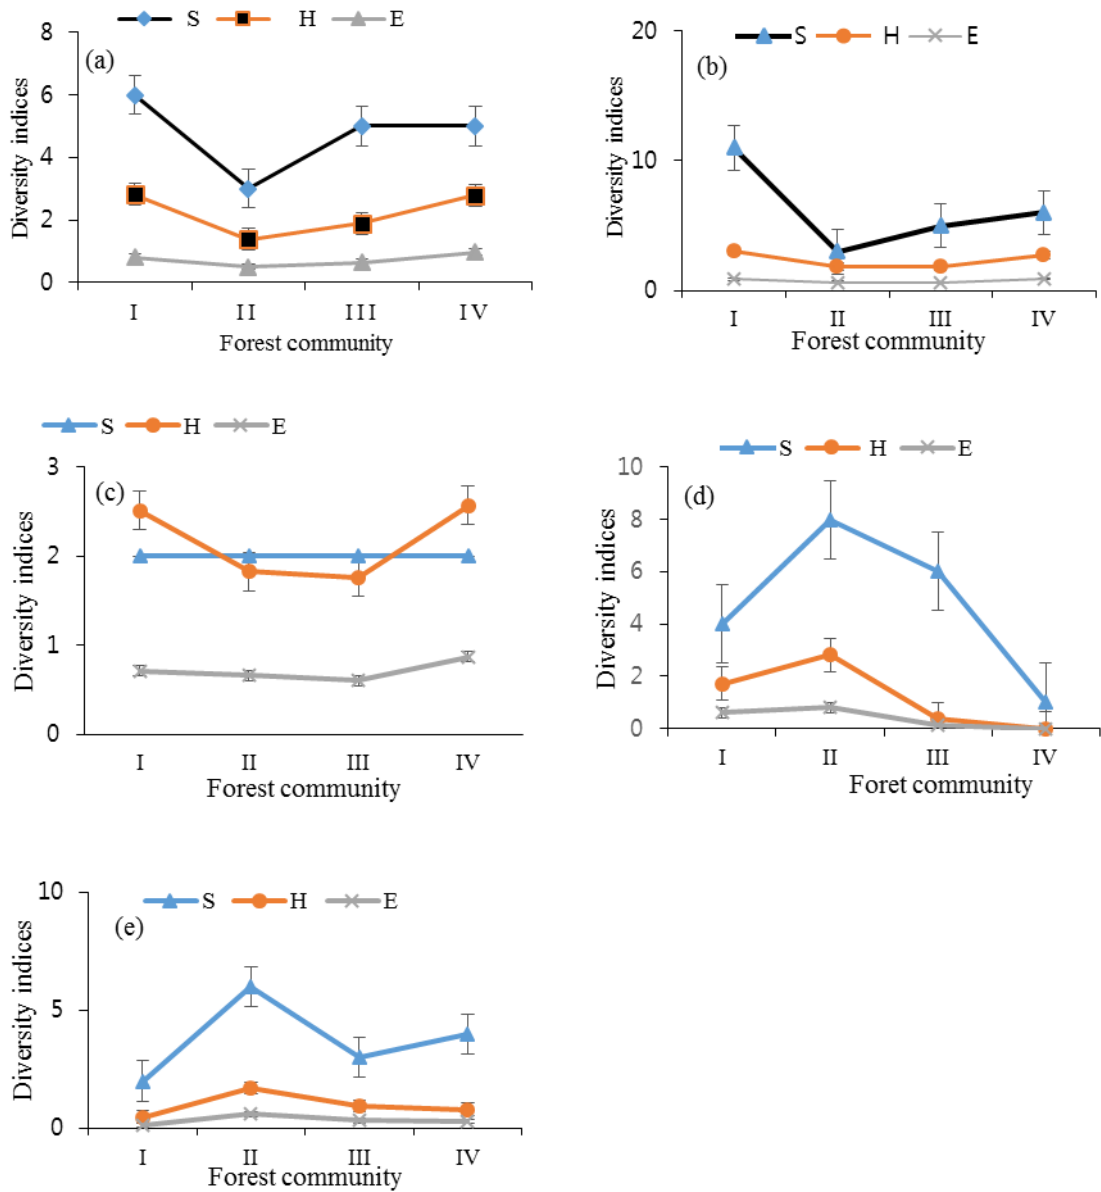 S H E
(a)
Diversity indices
8
6
4
2
0
I II III IV
Forest community
S H E
(b)
Diversity indices
20
10
0
I II III IV
Forest community
S H E
(c)
Diversity indices
3
2
1
0
I II III IV
Forest community
S H E
(d)
Diversity indices
10
8
6
4
2
0
I II III IV
Foret community
S H E
(e)
Diversity indices
10
5
0
I II III IV
Forest community